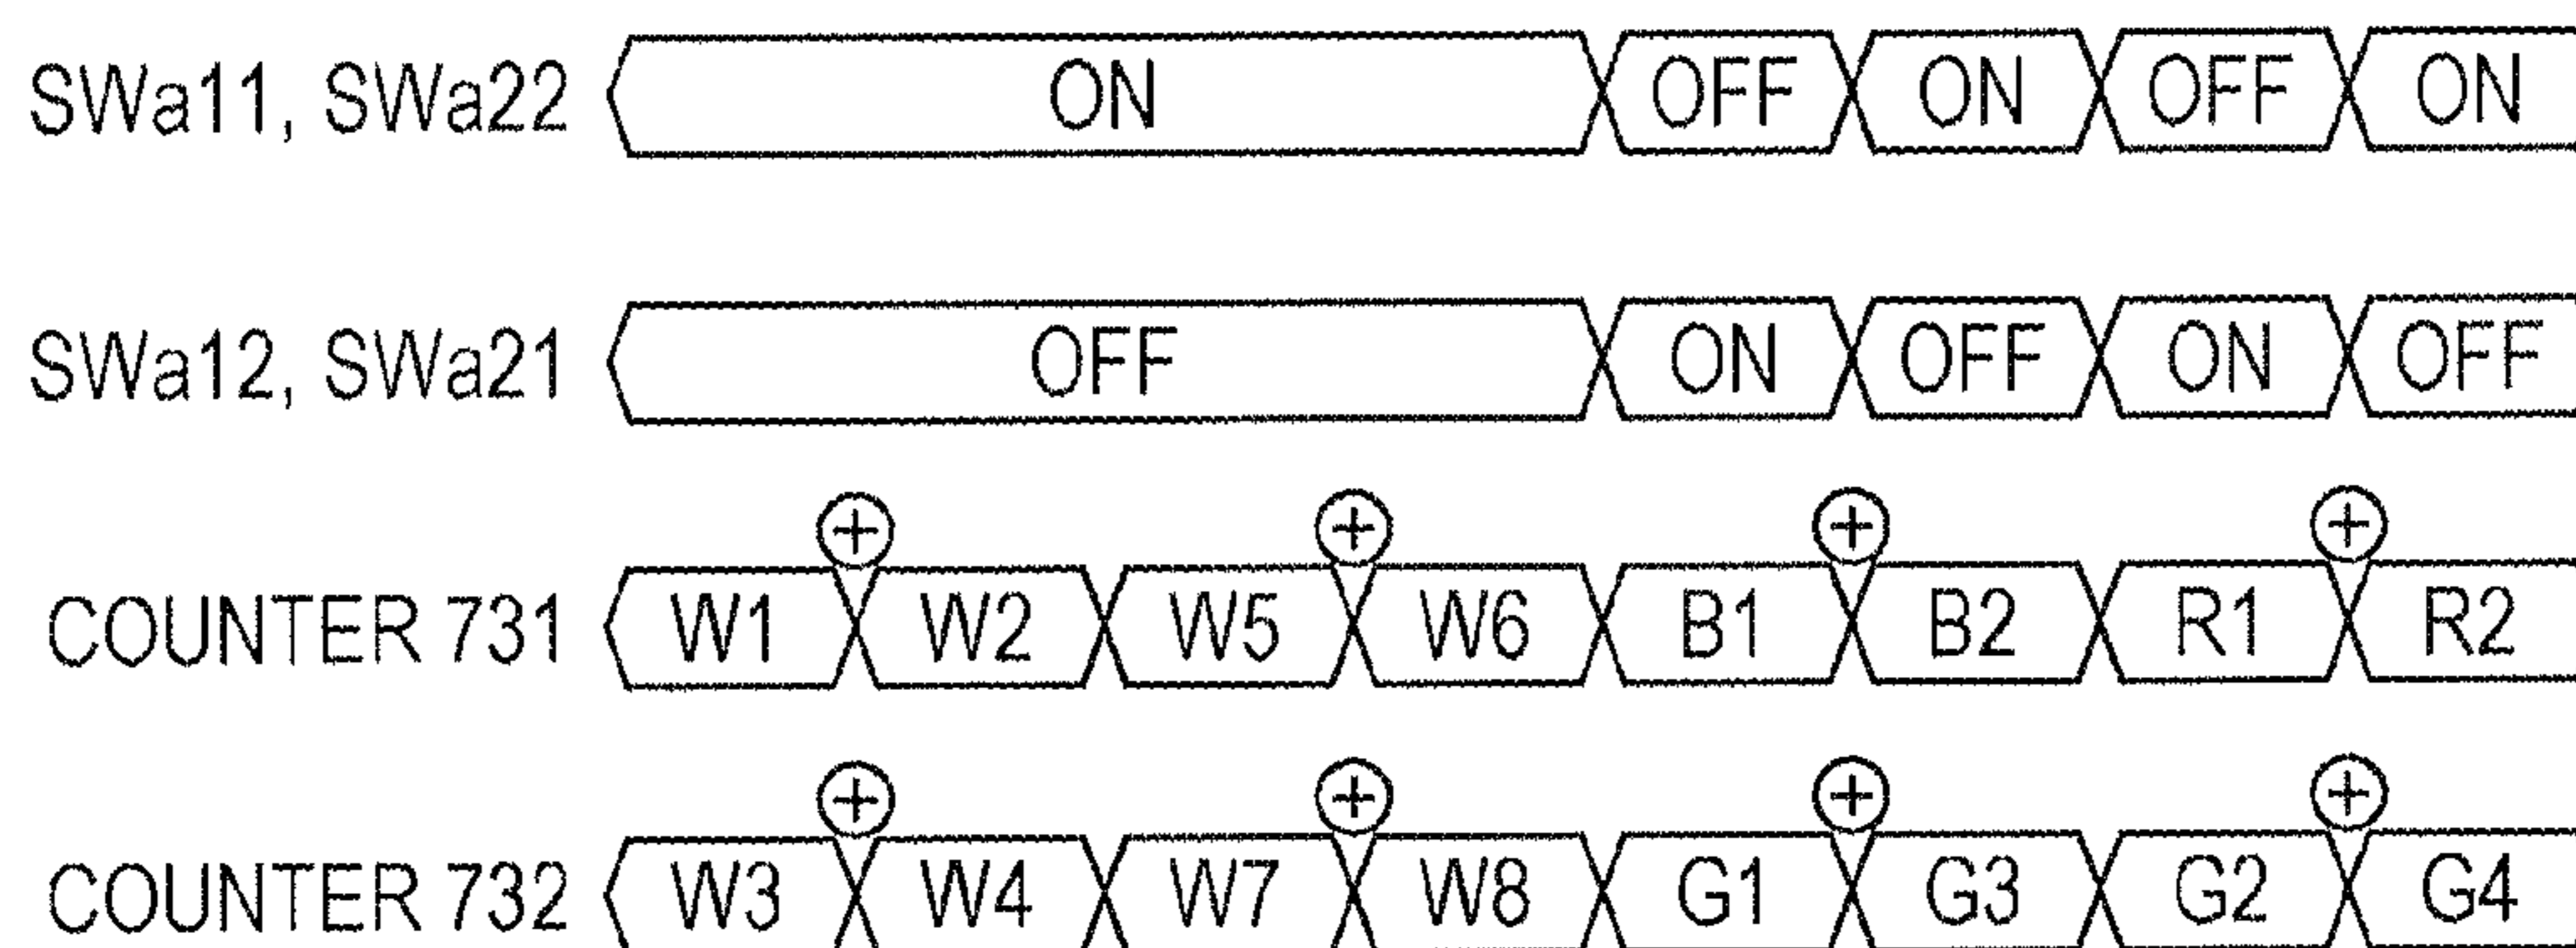 SWa11, SWa22 ON OFF ON OFF ON
SWa12, SWa21 OFF ON OFF ON OFF
+ + + +
COUNTER 731 W1 W2 W5 W6 B1 B2 R1 R2
+ + + +
COUNTER 732 W3 W4 W7 W8 G1 G3 G2 G4